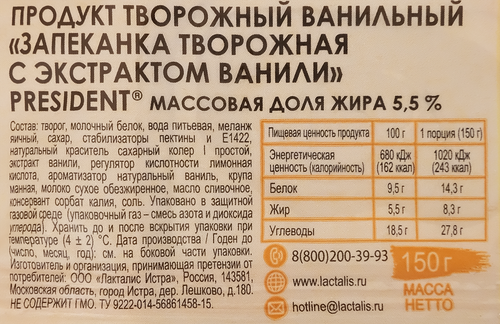 ПРОДУКТ ТВОРОЖНЫЙ ВАНИЛЬНЫЙ
«ЗАПЕКАНКА ТВОРОЖНАЯ
С ЭКСТРАКТОМ ВАНИЛИ»
PRESIDENT® МАССОВАЯ ДОЛЯ ЖИРА 5,5 %
Состав: творог, молочный белок, вода питьевая, меланж
яичный, сахар, стабилизаторы пектины и E1422,
натуральный краситель сахарный колер I простой,
экстракт ванили, регулятор кислотности лимонная
кислота, ароматизатор натуральный ваниль, крупа
манная, молоко сухое обезжиренное, масло сливочное,
консервант сорбат калия, соль. Упаковано в защитной
газовой среде (упаковочный газ – смесь азота и диоксида
углерода). Хранить до и после вскрытия упаковки при
температуре (4 ± 2) °С. Дата производства / Годен до
(число, месяц, год): см. на боковой части упаковки.
Изготовитель и организация, принимающая претензии от
потребителей: ООО «Лакталис Истра», Россия, 143581,
Московская область, город Истра, дер. Лешково, д.180.
НЕ СОДЕРЖИТ ГМО. ТУ 9222-014-56861458-15.
Пищевая ценность продукта 100 г 1 порция (150 г)
Энергетическая ценность (калорийность) 680 кДж (162 ккал) 1020 кДж (243 ккал)
Белок 9,5 г 14,3 г
Жир 5,5 г 8,3 г
Углеводы 18,5 г 27,8 г
8(800)200-39-93
www.lactalis.ru
hotline@lactalis.ru
150 г
МАССА
НЕТТО